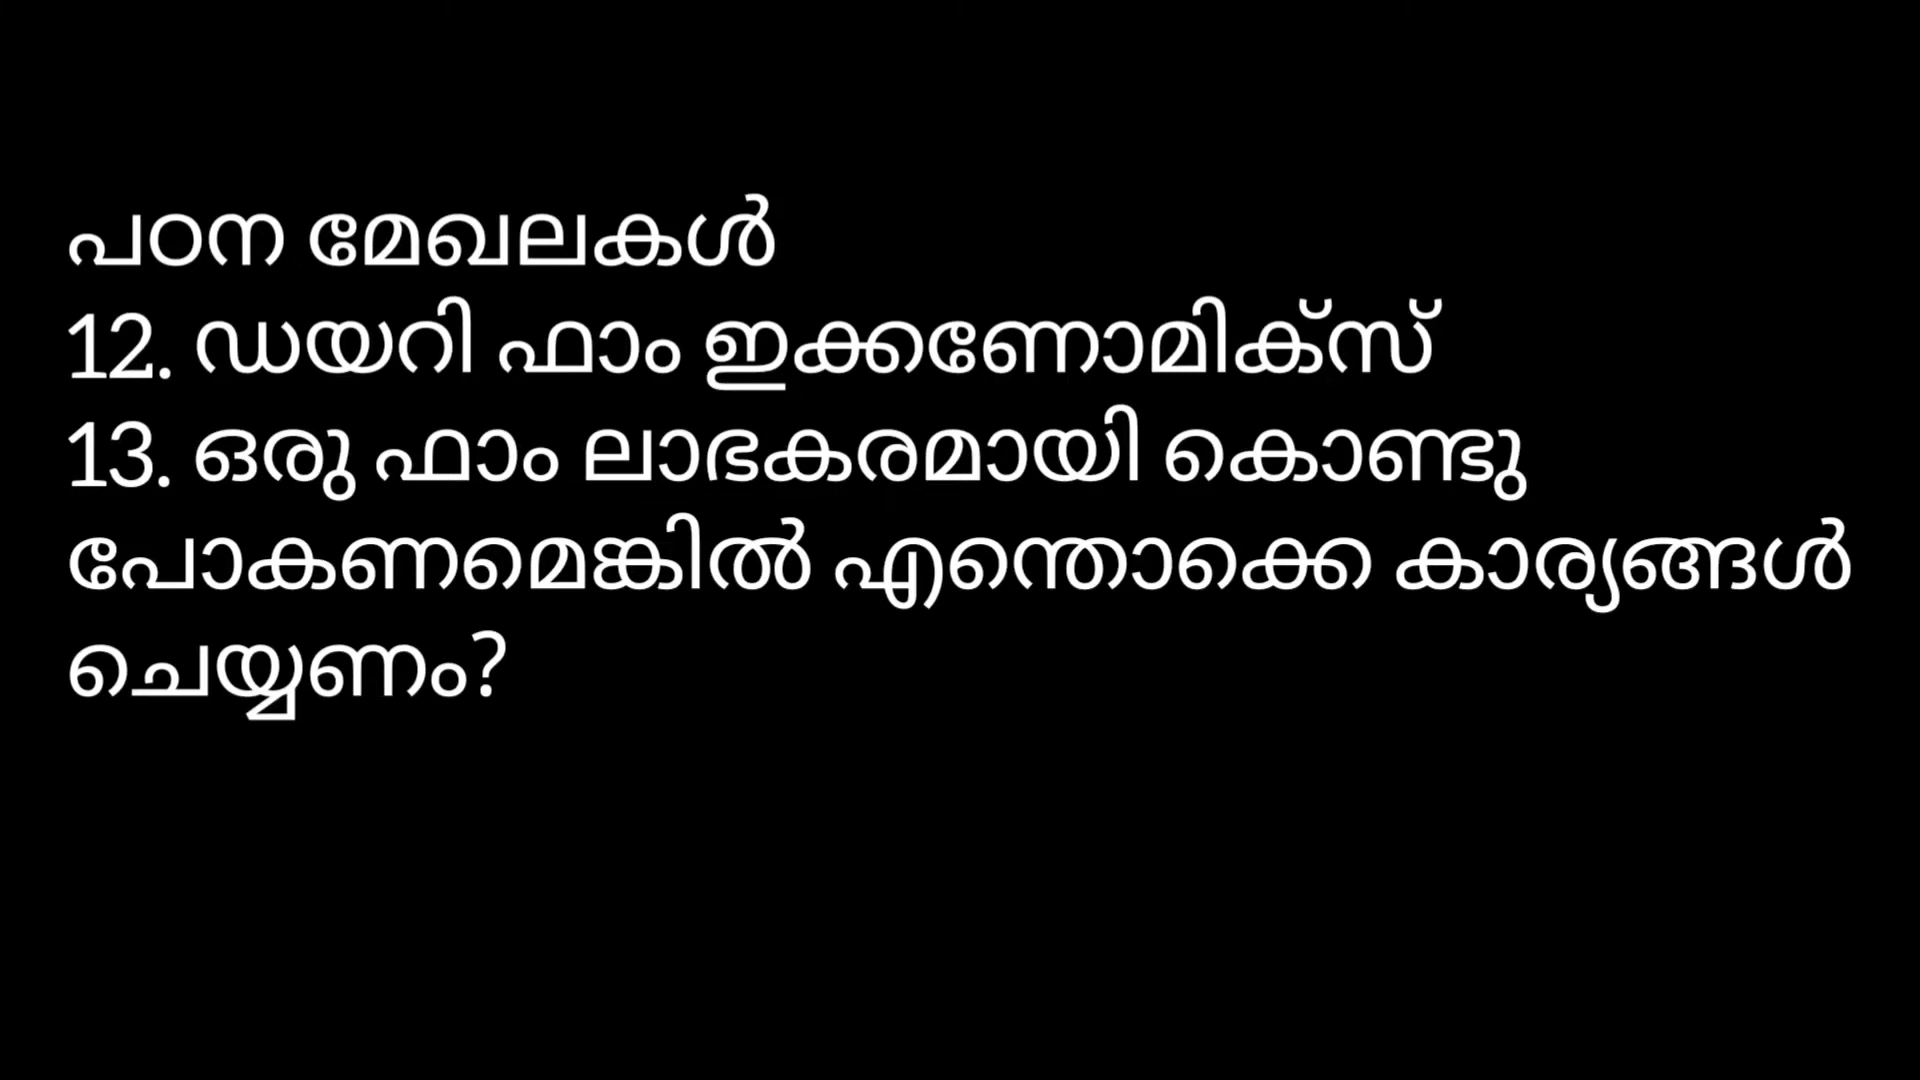 പഠന മേഖലകൾ
12. ഡയറി ഫാം ഇക്കണോമിക്സ്
13. ഒരു ഫാം ലാഭകരമായി കൊണ്ടു
പോകണമെങ്കിൽ എന്തൊക്കെ കാര്യങ്ങൾ
ചെയ്യണം?